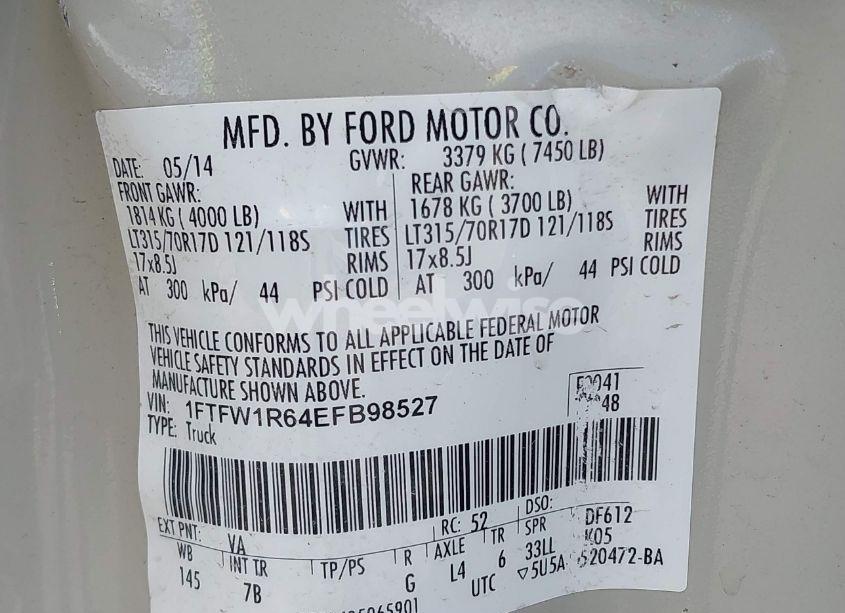 MFD. BY FORD MOTOR CO.
DATE: 05/14 GVWR: 3379 KG ( 7450 LB)
FRONT GAWR: REAR GAWR:
1814 KG ( 4000 LB) WITH 1678 KG ( 3700 LB) WITH
LT315/70R17D 121/118S TIRES LT315/70R17D 121/118S TIRES
17x8.5J RIMS 17x8.5J RIMS
AT 300 kPa/ 44 PSI COLD AT 300 kPa/ 44 PSI COLD
wheelwise
THIS VEHICLE CONFORMS TO ALL APPLICABLE FEDERAL MOTOR
VEHICLE SAFETY STANDARDS IN EFFECT ON THE DATE OF
MANUFACTURE SHOWN ABOVE.
VIN: 1FTFW1R64EFB98527
TYPE: Truck
48
EXT PNT: VA RC: 52 DSO:
WB INT TR TP/PS R AXLE TR SPR DF612
145 7B G L4 6 33LL K05
UTC ▽5U5A 520472-BA